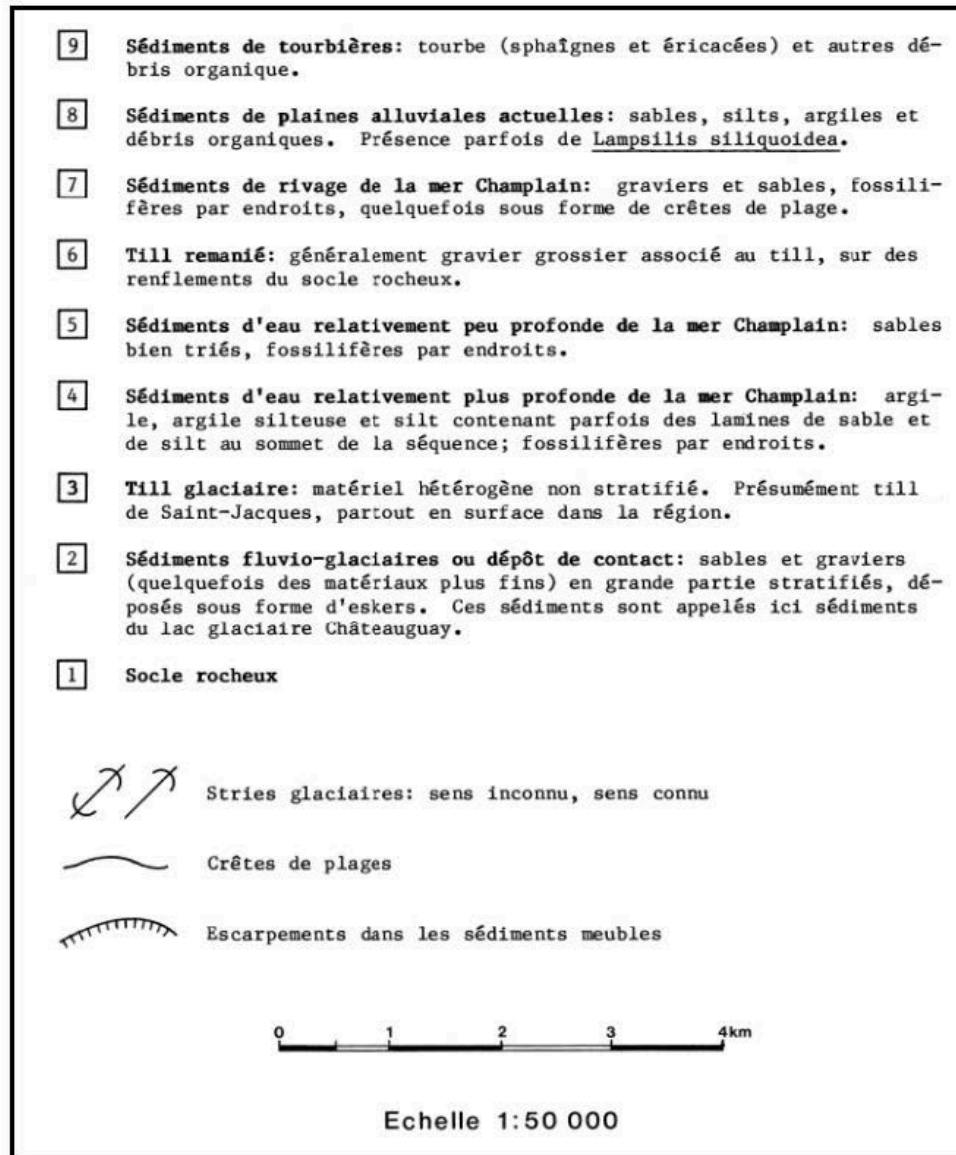 9 Sédiments de tourbières: tourbe (sphaîgnes et éricacées) et autres dé-
bris organique.
8 Sédiments de plaines alluviales actuelles: sables, silts, argiles et
débris organiques. Présence parfois de Lampsilis siliquoidea.
7 Sédiments de rivage de la mer Champlain: graviers et sables, fossili-
fères par endroits, quelquefois sous forme de crêtes de plage.
6 Till remanié: généralement gravier grossier associé au till, sur des
renflements du socle rocheux.
5 Sédiments d'eau relativement peu profonde de la mer Champlain: sables
bien triés, fossilifères par endroits.
4 Sédiments d'eau relativement plus profonde de la mer Champlain: argi-
le, argile silteuse et silt contenant parfois des lamines de sable et
de silt au sommet de la séquence; fossilifères par endroits.
3 Till glaciaire: matériel hétérogène non stratifié. Présumément till
de Saint-Jacques, partout en surface dans la région.
2 Sédiments fluvio-glaciaires ou dépôt de contact: sables et graviers
(quelquefois des matériaux plus fins) en grande partie stratifiés, dé-
posés sous forme d'eskers. Ces sédiments sont appelés ici sédiments
du lac glaciaire Châteauguay.
1 Socle rocheux
Stries glaciaires: sens inconnu, sens connu
Crêtes de plages
Escarpements dans les sédiments meubles
0 1 2 3 4km
Echelle 1:50 000